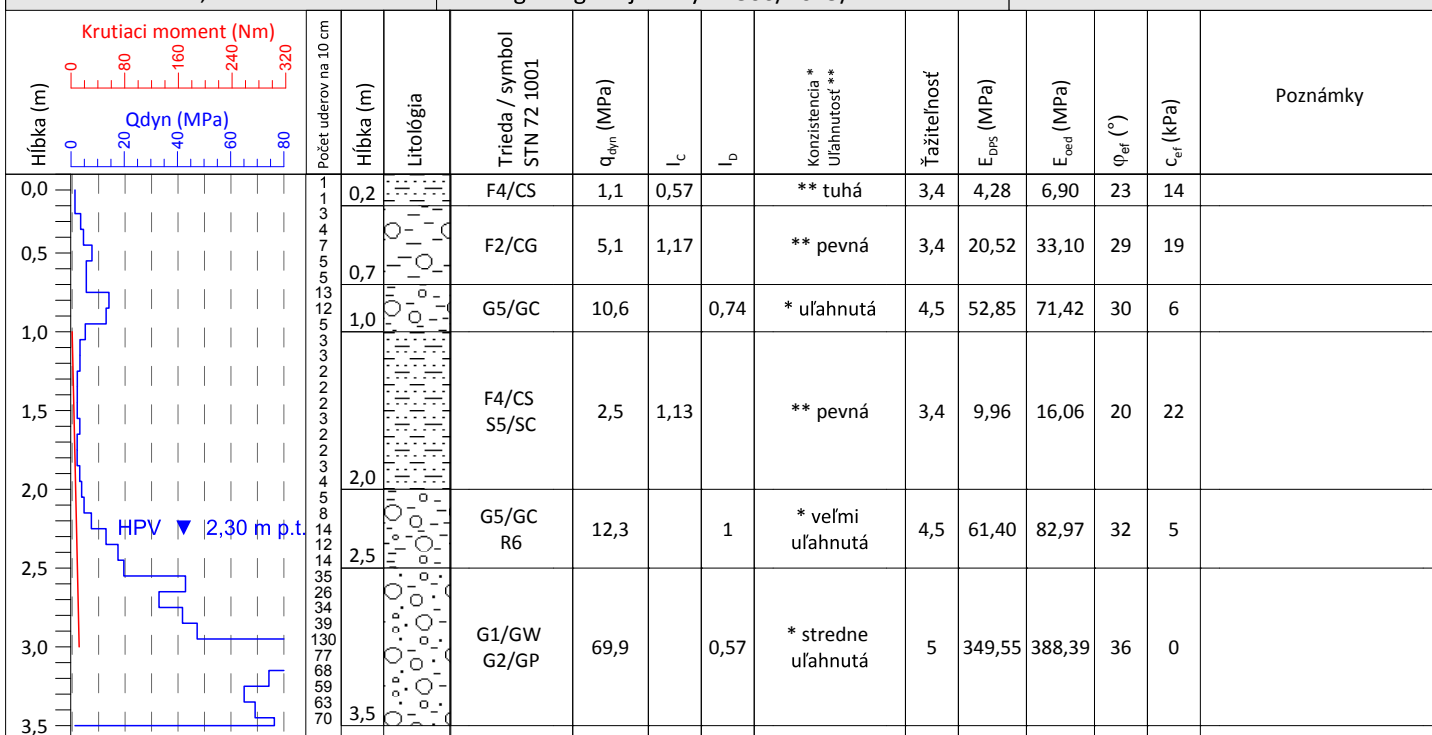 Krutiaci moment (Nm)
0 80 160 240 320
Qdyn (MPa)
0 20 40 60 80
Hĺbka (m)
Počet uderov na 10 cm
Hĺbka (m)
Litológia
Trieda / symbol
STN 72 1001
q_dyn (MPa)
I_C
I_D
Konzistencia *
Uľahnutosť **
Ťažiteľnosť
E_DPS (MPa)
E_oed (MPa)
φ_ef (°)
c_ef (kPa)
Poznámky
0,0
0,5
1,0
1,5
2,0
2,5
3,0
3,5
HPV ▼ 2,30 m p.t.
1
1
3
4
7
5
5
13
12
5
3
3
2
2
2
3
2
2
3
4
5
8
14
12
14
35
26
34
39
130
77
68
59
63
70
0,2 F4/CS 1,1 0,57 ** tuhá 3,4 4,28 6,90 23 14
0,7 F2/CG 5,1 1,17 ** pevná 3,4 20,52 33,10 29 19
1,0 G5/GC 10,6 0,74 * uľahnutá 4,5 52,85 71,42 30 6
2,0 F4/CS
S5/SC 2,5 1,13 ** pevná 3,4 9,96 16,06 20 22
2,5 G5/GC
R6 12,3 1 * veľmi
uľahnutá 4,5 61,40 82,97 32 5
3,5 G1/GW
G2/GP 69,9 0,57 * stredne
uľahnutá 5 349,55 388,39 36 0